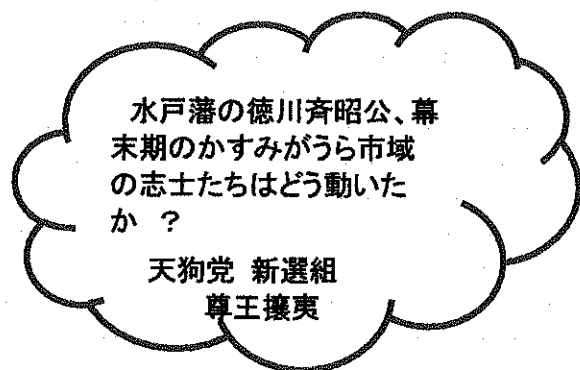 水戸藩の徳川斉昭公、幕
末期のかすみがうら市域
の志士たちはどう動いた
か ？
天狗党 新選組
尊王攘夷